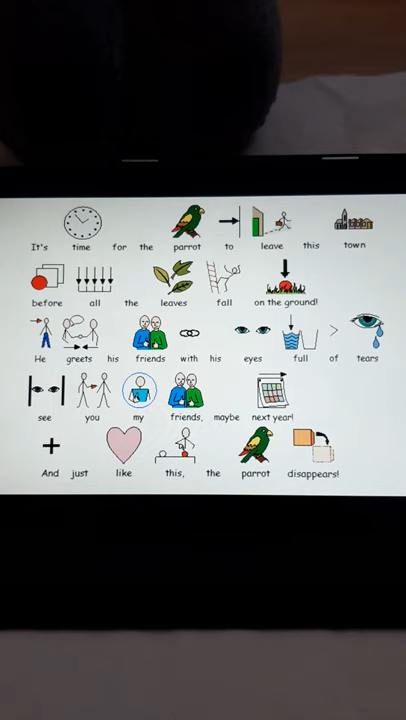 It's time for the parrot to leave this town
before all the leaves fall on the ground!
He greets his friends with his eyes full of tears
see you my friends, maybe next year!
And just like this, the parrot disappears!